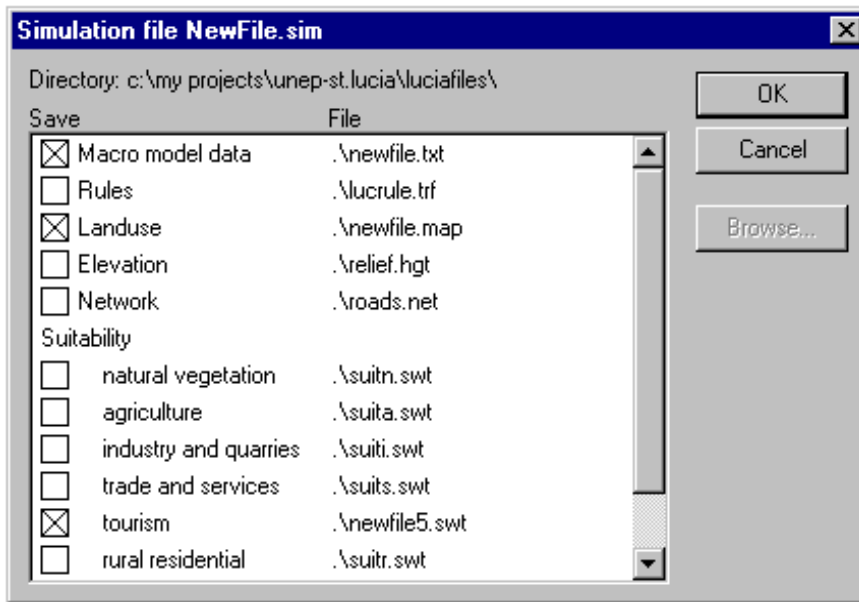 Simulation file NewFile.sim
Directory: c:\my projects\unep-st.lucia\luciafiles\
OK
Save File
Cancel
Macro model data .\newfile.txt
Rules .\lucrule.trf
Landuse .\newfile.map
Browse...
Elevation .\relief.hgt
Network .\roads.net
Suitability
natural vegetation .\suitn.swt
agriculture .\suita.swt
industry and quarries .\suiti.swt
trade and services .\suits.swt
tourism .\newfile5.swt
rural residential .\suitr.swt